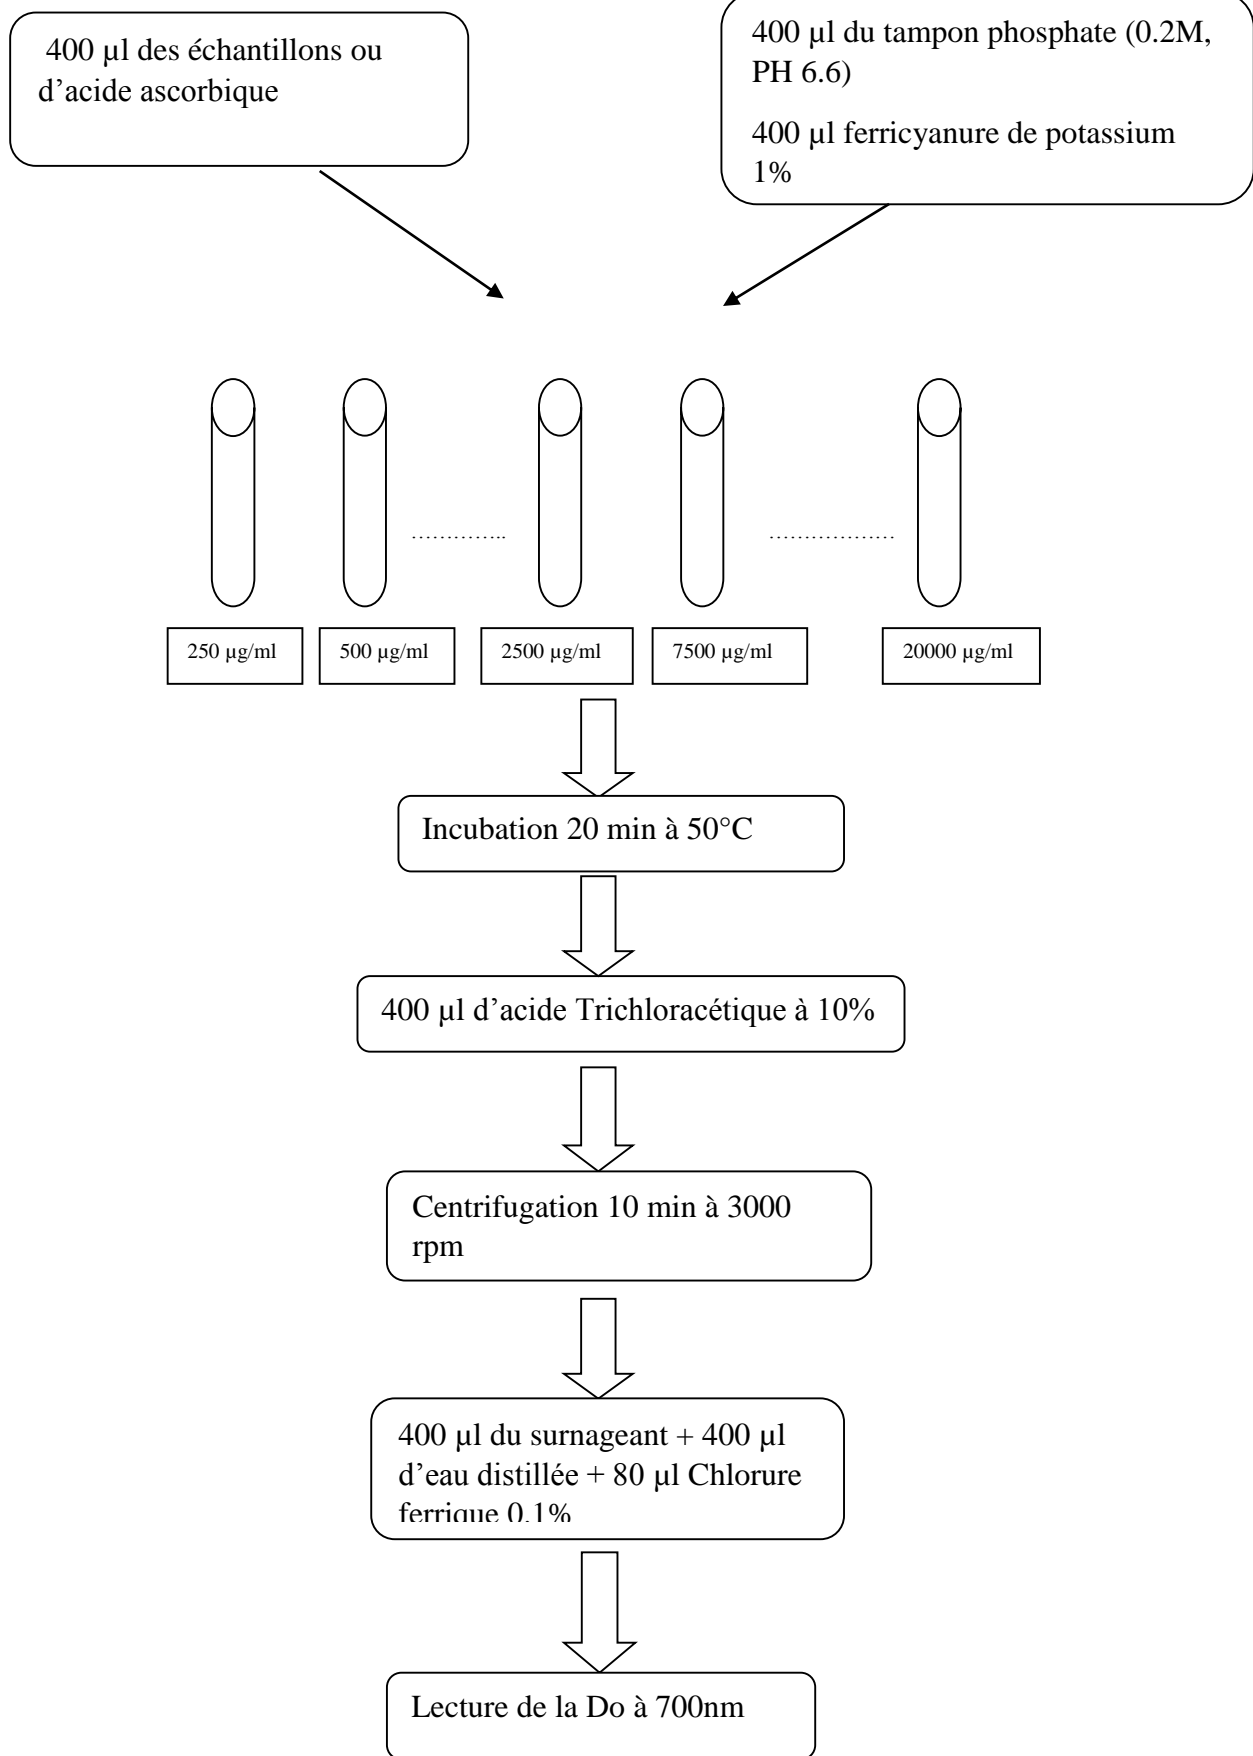 400 µl des échantillons ou
d’acide ascorbique
400 µl du tampon phosphate (0.2M,
PH 6.6)
400 µl ferricyanure de potassium
1%
.............. ..................
250 µg/ml 500 µg/ml 2500 µg/ml 7500 µg/ml 20000 µg/ml
Incubation 20 min à 50°C
400 µl d’acide Trichloracétique à 10%
Centrifugation 10 min à 3000
rpm
400 µl du surnageant + 400 µl
d’eau distillée + 80 µl Chlorure
ferrique 0.1%
Lecture de la Do à 700nm